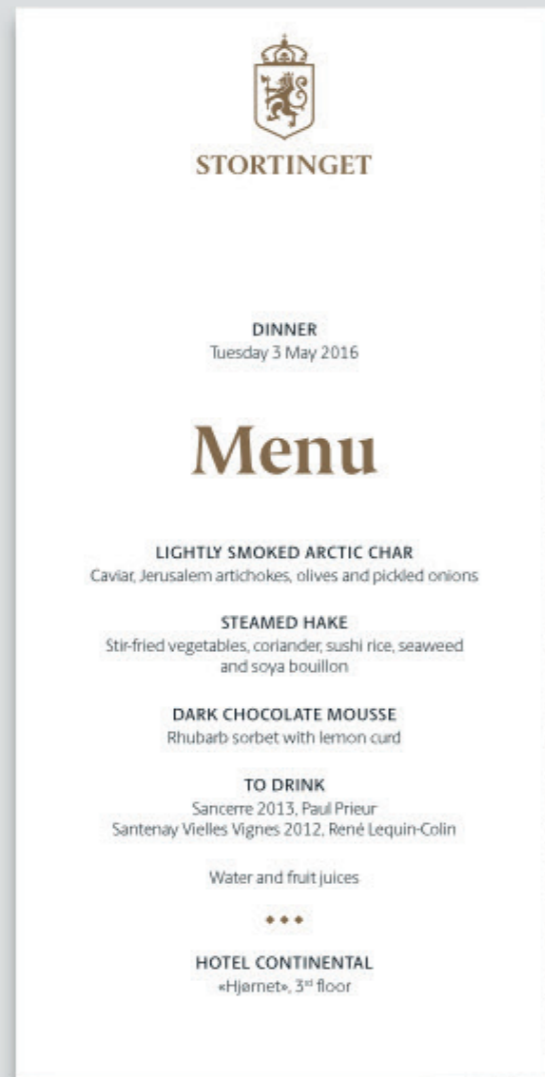 STORTINGET
DINNER
Tuesday 3 May 2016
Menu
LIGHTLY SMOKED ARCTIC CHAR
Caviar, Jerusalem artichokes, olives and pickled onions
STEAMED HAKE
Stir-fried vegetables, coriander, sushi rice, seaweed
and soya bouillon
DARK CHOCOLATE MOUSSE
Rhubarb sorbet with lemon curd
TO DRINK
Sancerre 2013, Paul Prieur
Santenay Vielles Vignes 2012, René Lequin-Colin
Water and fruit juices
HOTEL CONTINENTAL
«Hjørnet», 3rd floor